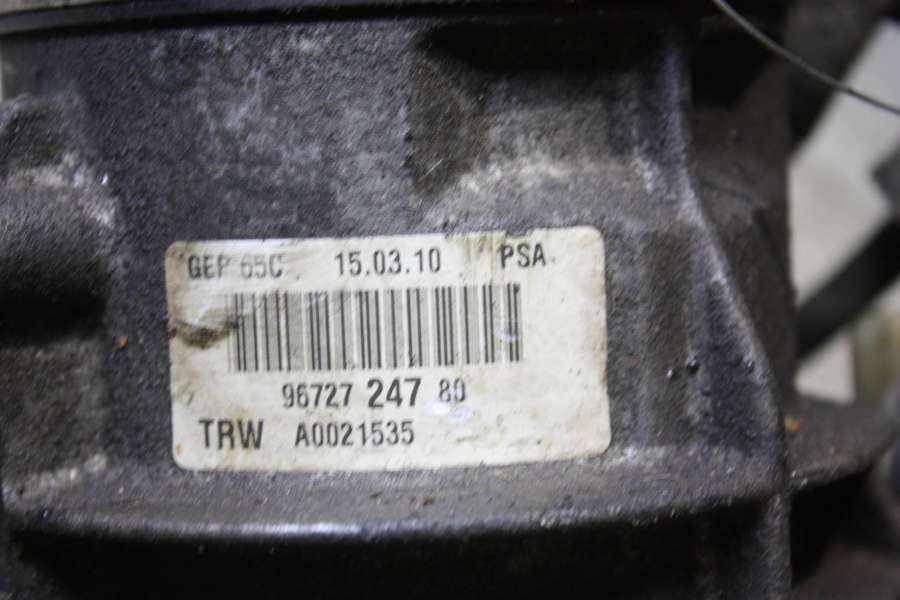 GEP 65C 15.03.10 PSA
96727 247 80
TRW A0021535